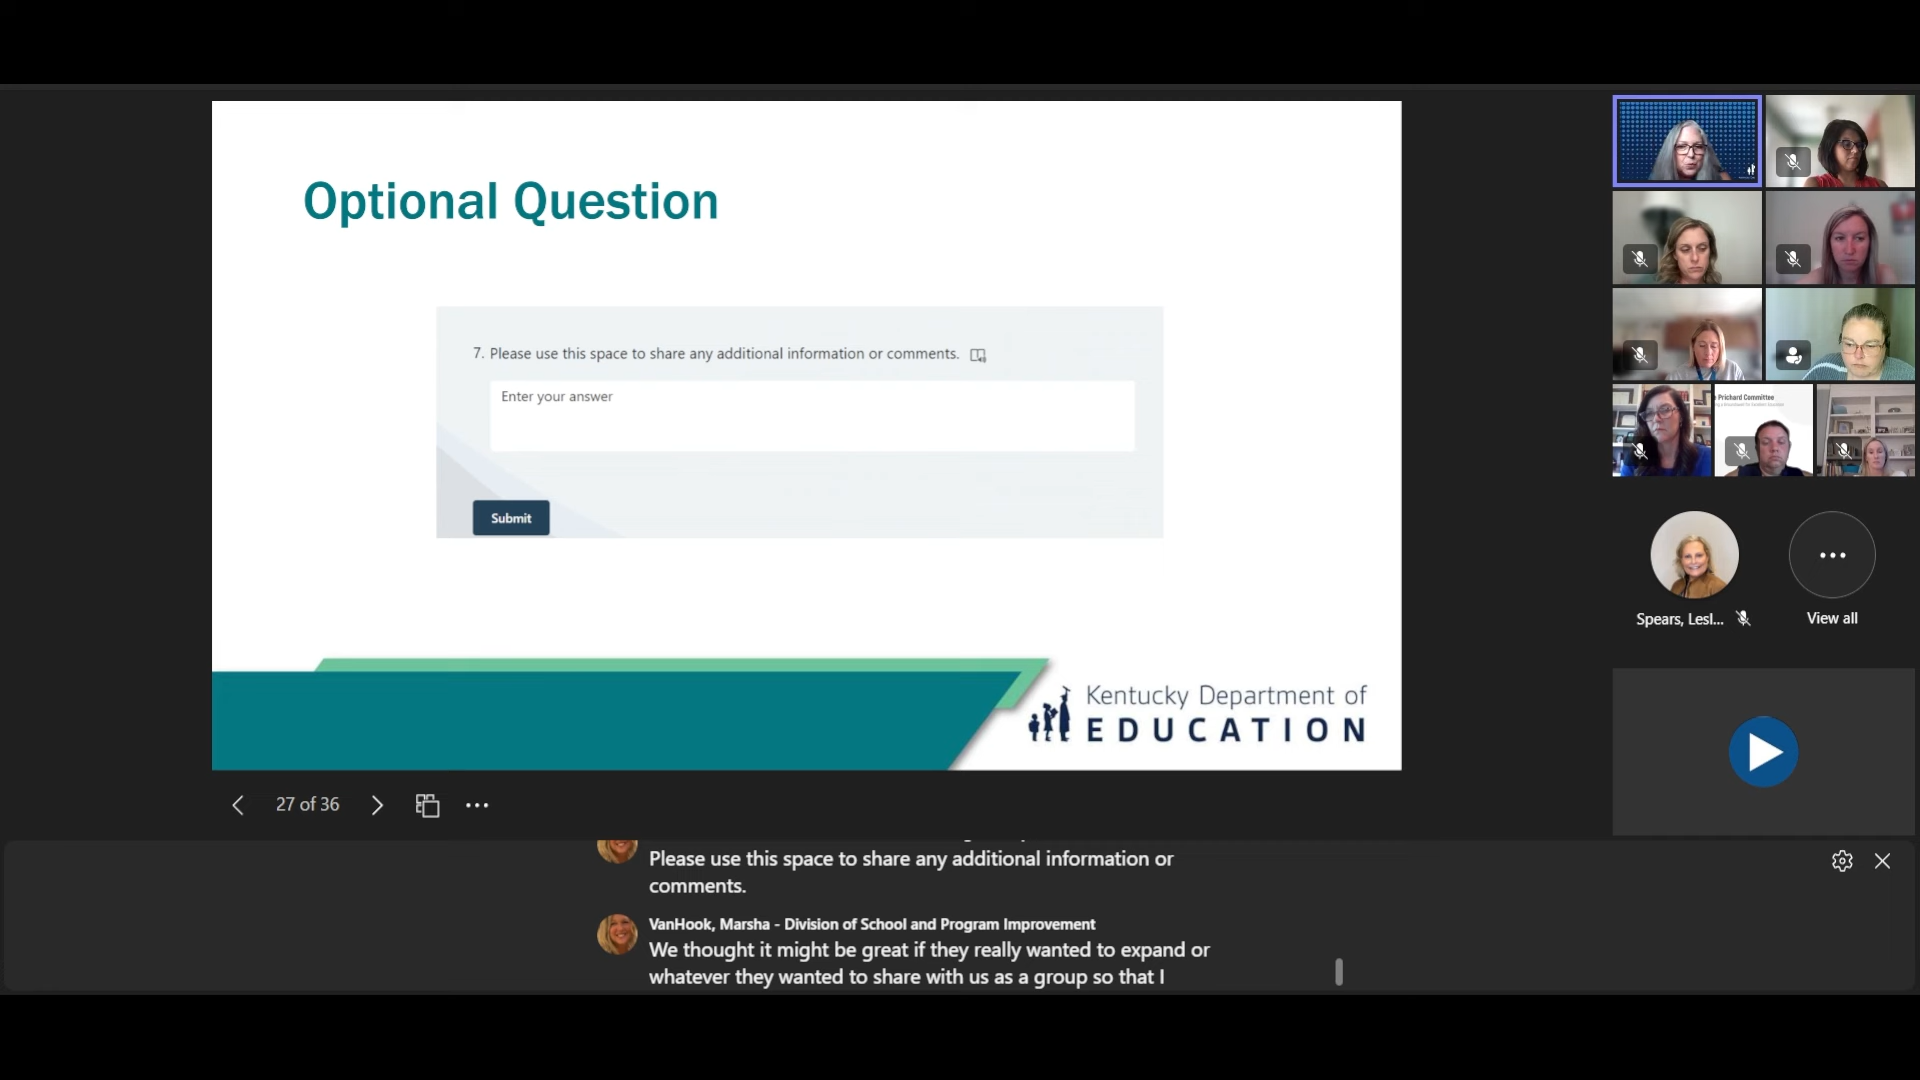 Optional Question
7. Please use this space to share any additional information or comments.
Enter your answer
Submit
Kentucky Department of
EDUCATION
27 of 36
Prichard Committee
Spears, Lesl...
View all
Please use this space to share any additional information or
comments.
VanHook, Marsha - Division of School and Program Improvement
We thought it might be great if they really wanted to expand or
whatever they wanted to share with us as a group so that I